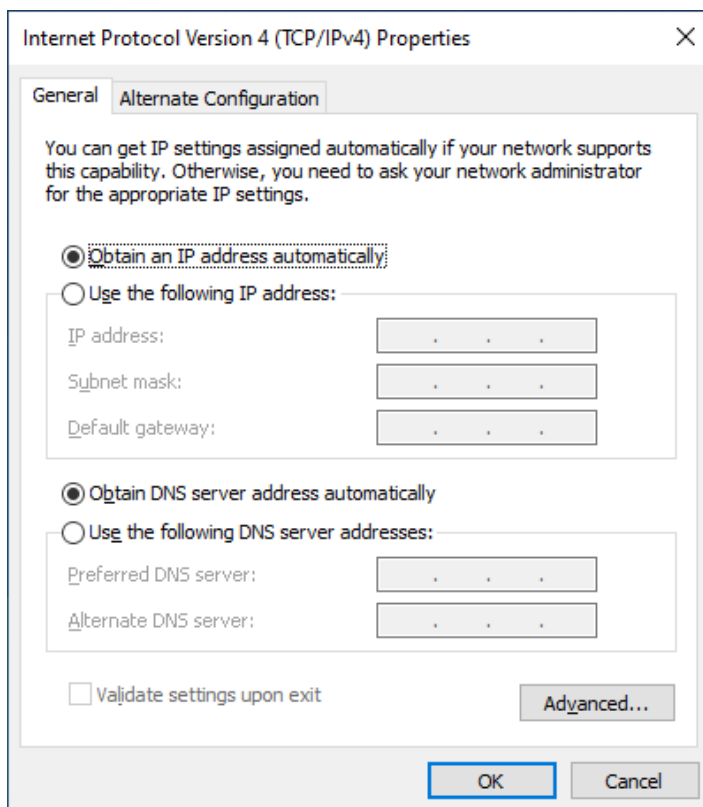 Internet Protocol Version 4 (TCP/IPv4) Properties
General
Alternate Configuration
You can get IP settings assigned automatically if your network supports
this capability. Otherwise, you need to ask your network administrator
for the appropriate IP settings.
Obtain an IP address automatically
Use the following IP address:
IP address:
Subnet mask:
Default gateway:
Obtain DNS server address automatically
Use the following DNS server addresses:
Preferred DNS server:
Alternate DNS server:
Validate settings upon exit
Advanced...
OK
Cancel